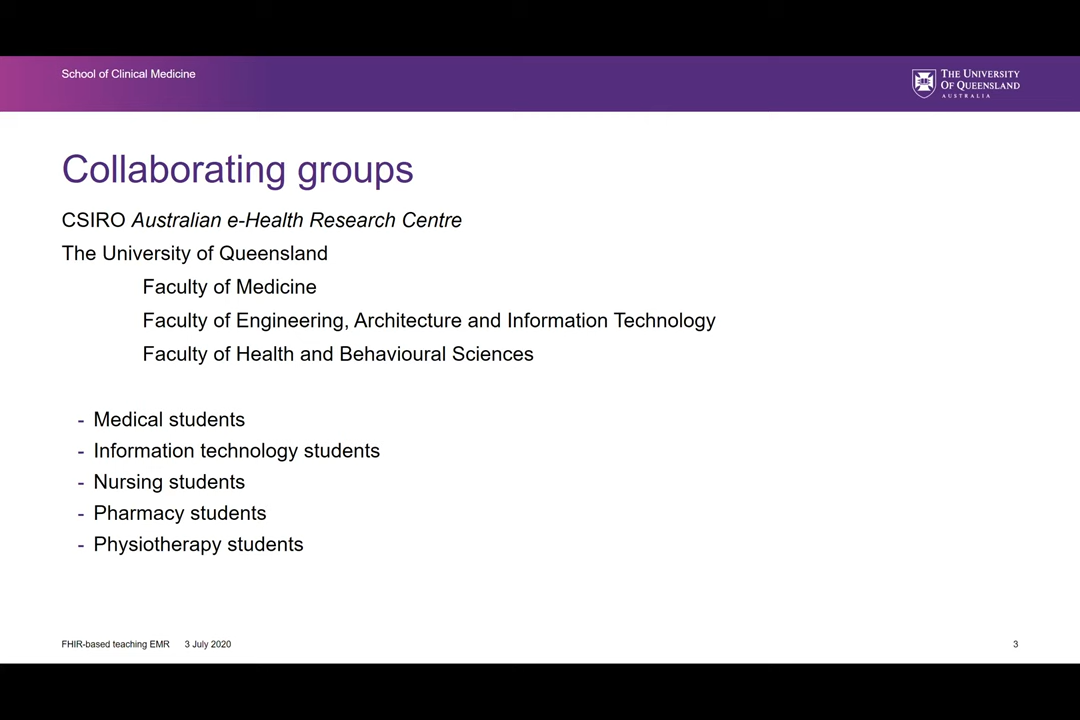 School of Clinical Medicine
THE UNIVERSITY
OF QUEENSLAND
AUSTRALIA
Collaborating groups
CSIRO Australian e-Health Research Centre
The University of Queensland
Faculty of Medicine
Faculty of Engineering, Architecture and Information Technology
Faculty of Health and Behavioural Sciences
- Medical students
- Information technology students
- Nursing students
- Pharmacy students
- Physiotherapy students
FHIR-based teaching EMR 3 July 2020
3